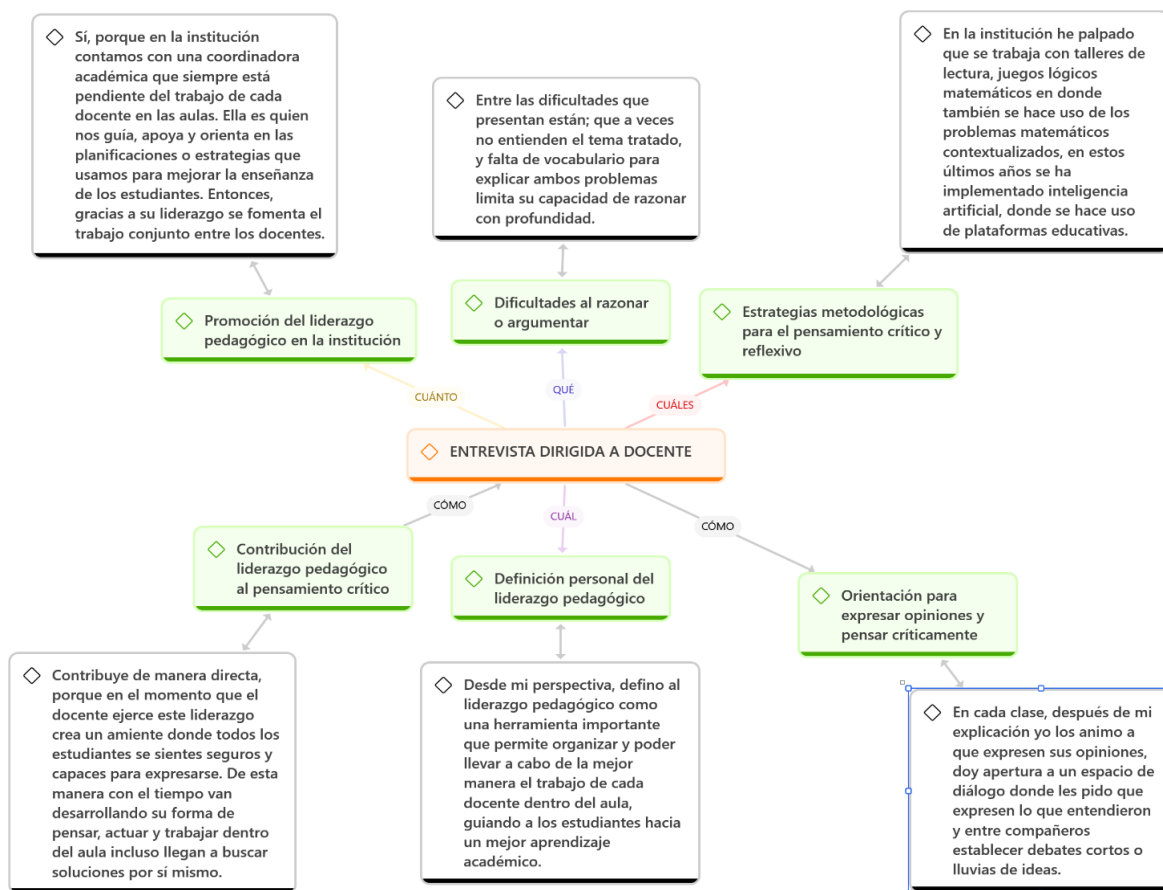 Sí, porque en la institución
contamos con una coordinadora
académica que siempre está
pendiente del trabajo de cada
docente en las aulas. Ella es quien
nos guía, apoya y orienta en las
planificaciones o estrategias que
usamos para mejorar la enseñanza
de los estudiantes. Entonces,
gracias a su liderazgo se fomenta el
trabajo conjunto entre los docentes.
Entre las dificultades que
presentan están; que a veces
no entienden el tema tratado,
y falta de vocabulario para
explicar ambos problemas
limita su capacidad de razonar
con profundidad.
En la institución he palpado
que se trabaja con talleres de
lectura, juegos lógicos
matemáticos en donde
también se hace uso de los
problemas matemáticos
contextualizados, en estos
últimos años se ha
implementado inteligencia
artificial, donde se hace uso
de plataformas educativas.
Promoción del liderazgo
pedagógico en la institución
Dificultades al razonar
o argumentar
Estrategias metodológicas
para el pensamiento crítico y
reflexivo
CUÁNTO
QUÉ
CUÁLES
ENTREVISTA DIRIGIDA A DOCENTE
CÓMO
CUÁL
CÓMO
Contribución del
liderazgo pedagógico
al pensamiento crítico
Definición personal del
liderazgo pedagógico
Orientación para
expresar opiniones y
pensar críticamente
Contribuye de manera directa,
porque en el momento que el
docente ejerce este liderazgo
crea un amiente donde todos los
estudiantes se sientes seguros y
capaces para expresarse. De esta
manera con el tiempo van
desarrollando su forma de
pensar, actuar y trabajar dentro
del aula incluso llegan a buscar
soluciones por sí mismo.
Desde mi perspectiva, defino al
liderazgo pedagógico como
una herramienta importante
que permite organizar y poder
llevar a cabo de la mejor
manera el trabajo de cada
docente dentro del aula,
guiando a los estudiantes hacia
un mejor aprendizaje
académico.
En cada clase, después de mi
explicación yo los animo a
que expresen sus opiniones,
doy apertura a un espacio de
diálogo donde les pido que
expresen lo que entendieron
y entre compañeros
establecer debates cortos o
lluvias de ideas.